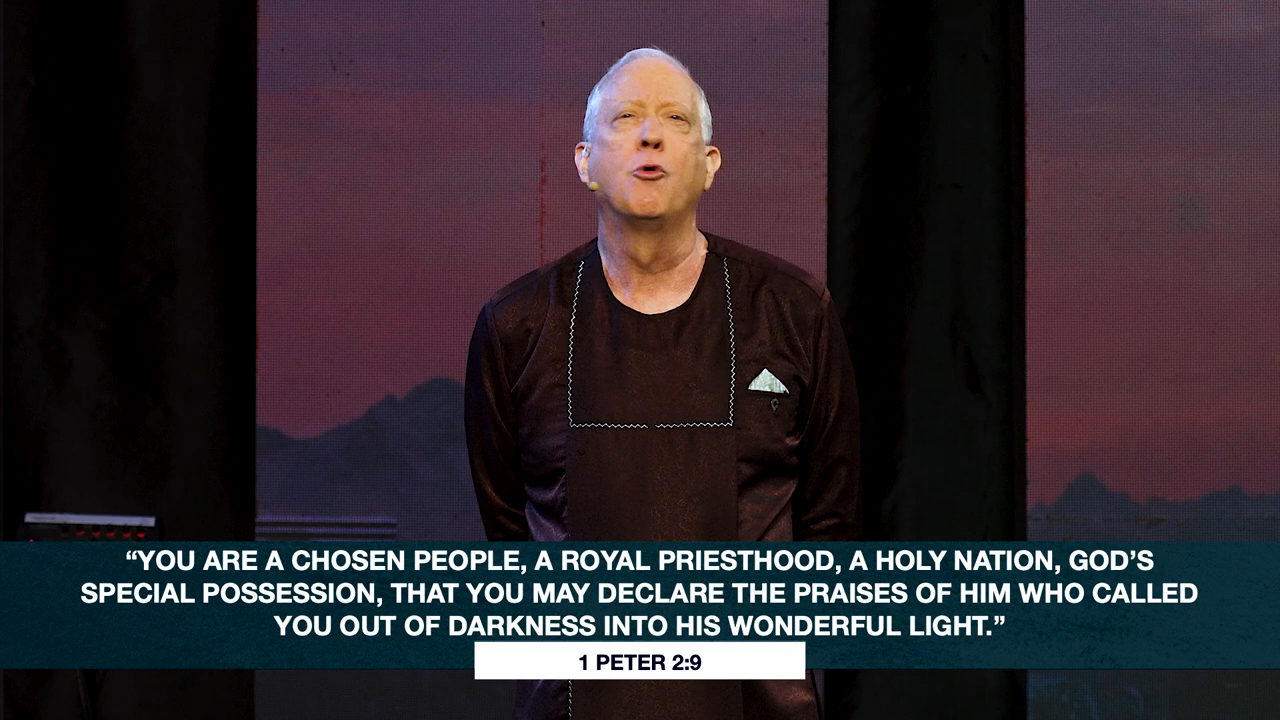 “YOU ARE A CHOSEN PEOPLE, A ROYAL PRIESTHOOD, A HOLY NATION, GOD’S
SPECIAL POSSESSION, THAT YOU MAY DECLARE THE PRAISES OF HIM WHO CALLED
YOU OUT OF DARKNESS INTO HIS WONDERFUL LIGHT.”
1 PETER 2:9